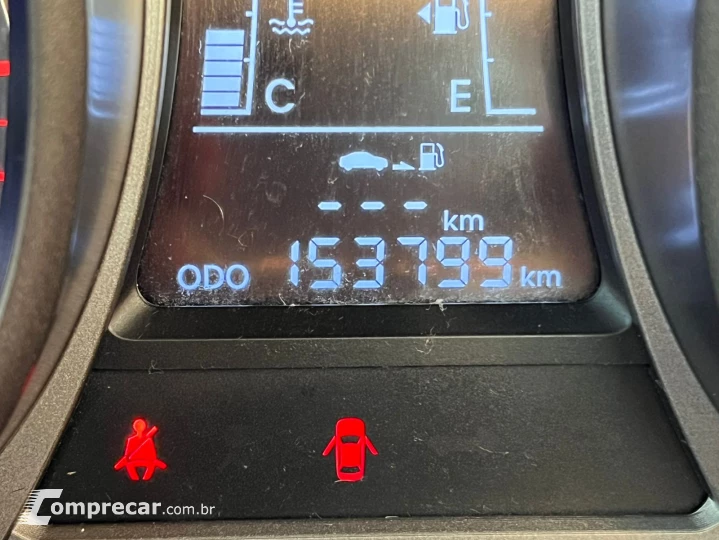 C E
--- km
ODO 153799 km
Comprecar.com.br